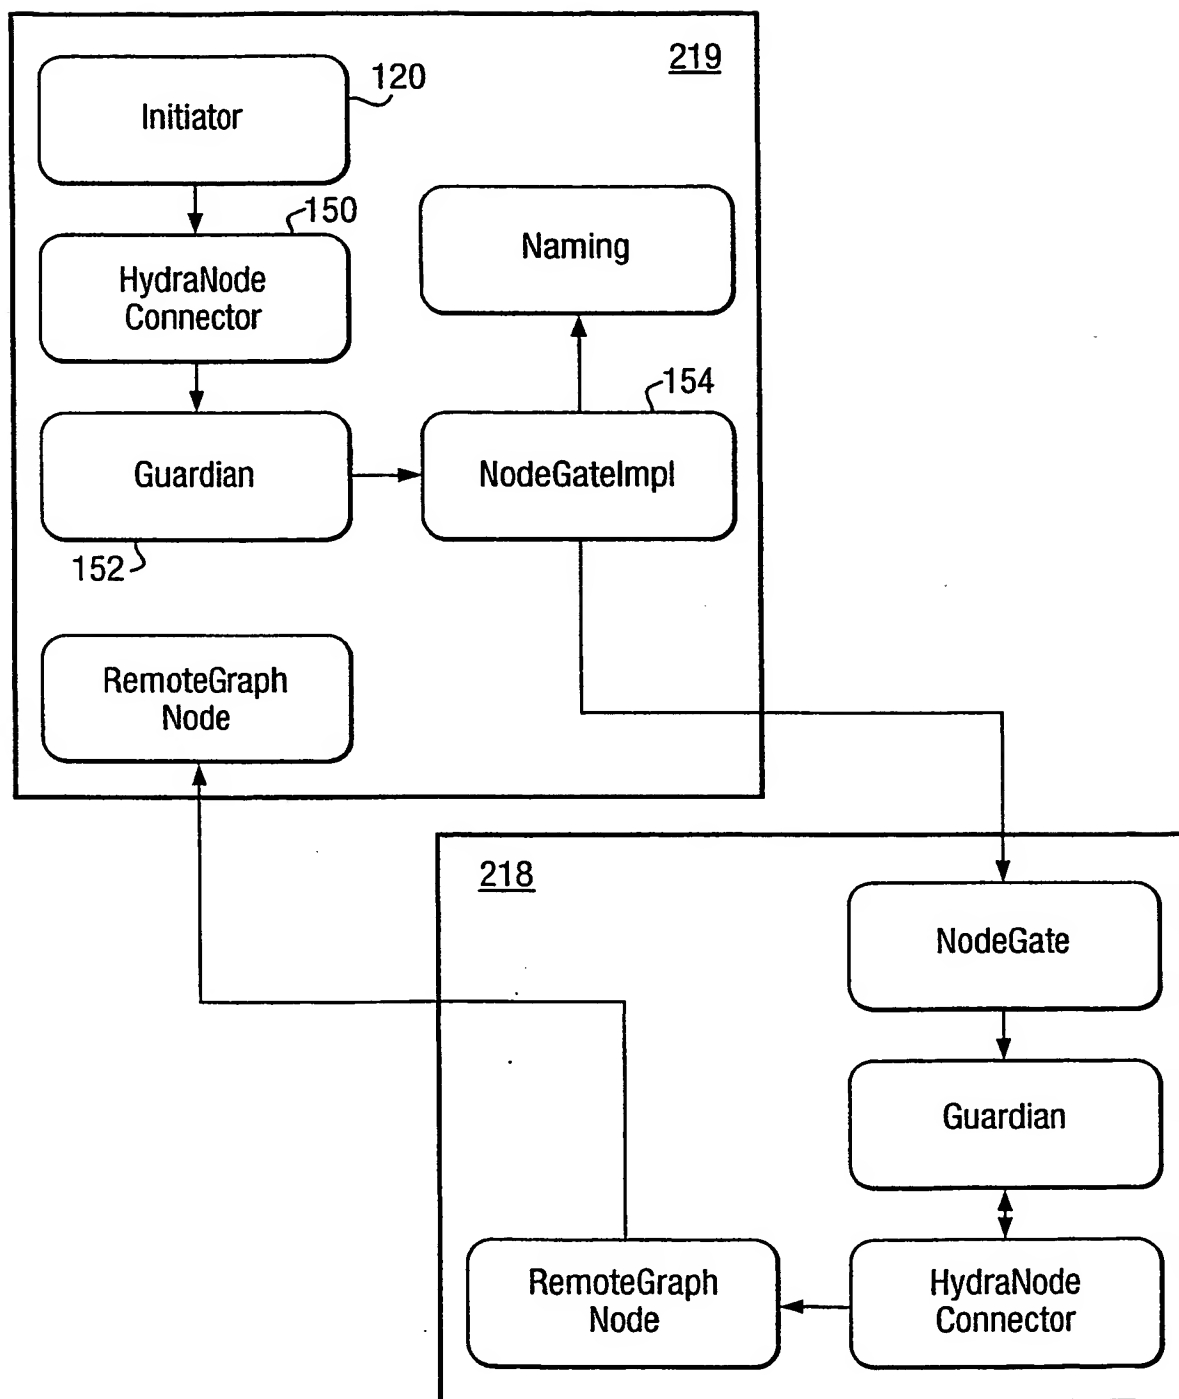 219
120
Initiator
150
Naming
HydraNode
Connector
154
Guardian
NodeGateImpl
152
RemoteGraph
Node
218
NodeGate
Guardian
RemoteGraph
Node
HydraNode
Connector